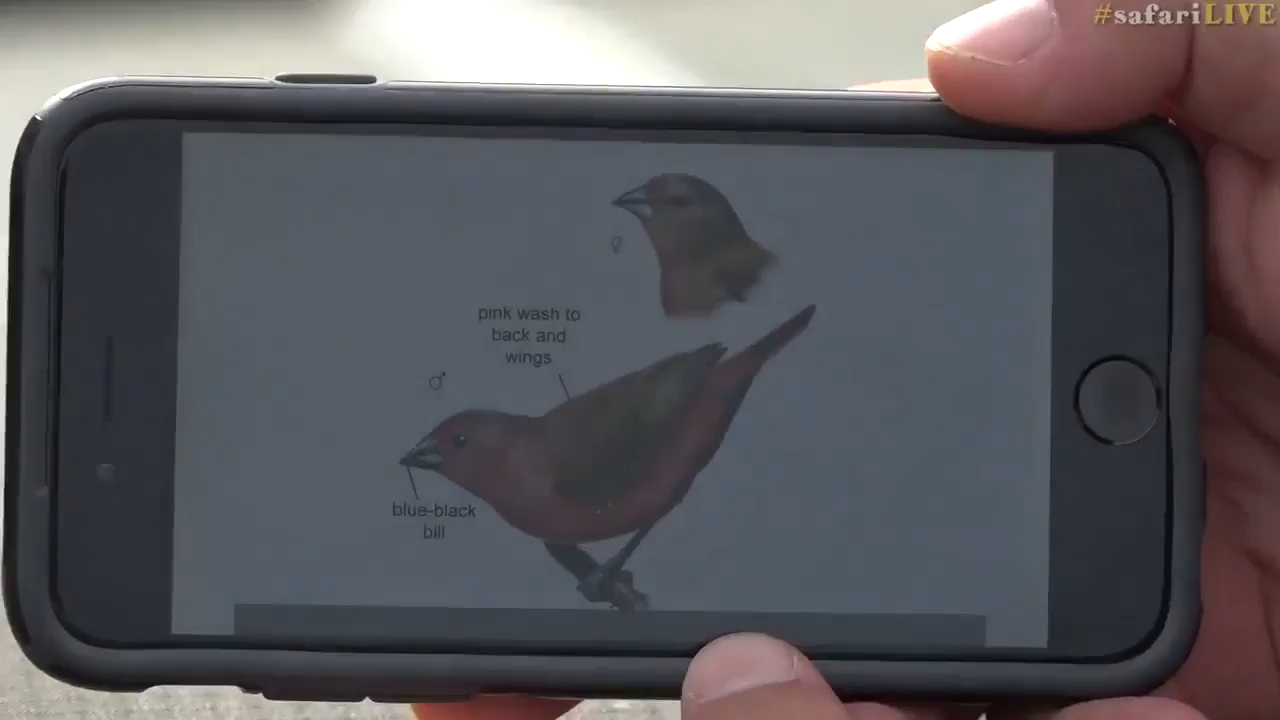 #safariLIVE
♀
pink wash to
back and
wings
♂
blue-black
bill